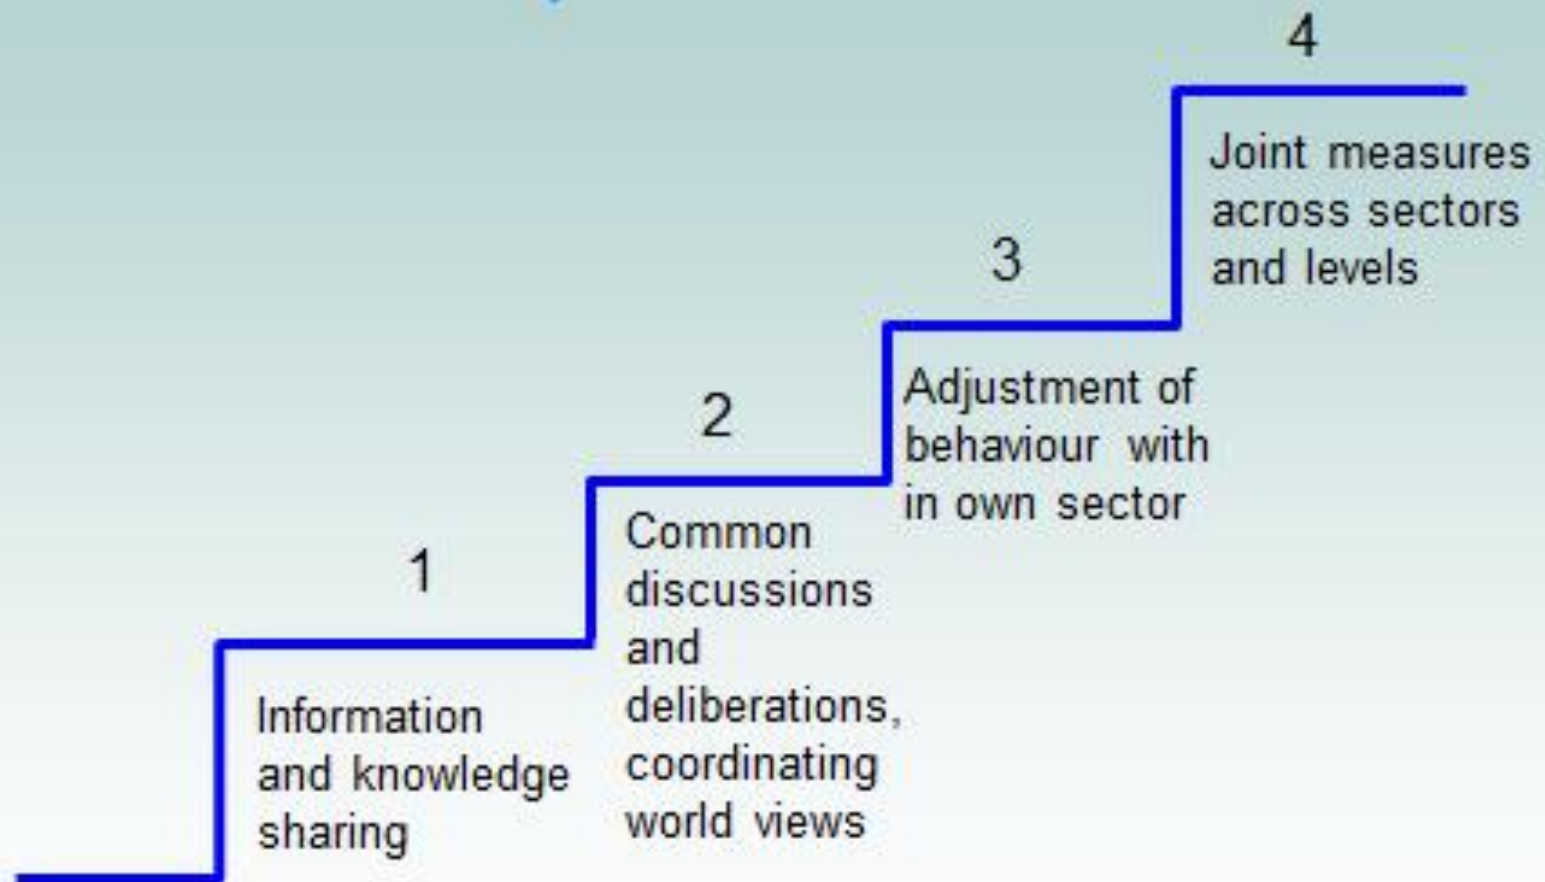 1
Information
and knowledge
sharing
2
Common
discussions
and
deliberations,
coordinating
world views
3
Adjustment of
behaviour with
in own sector
4
Joint measures
across sectors
and levels